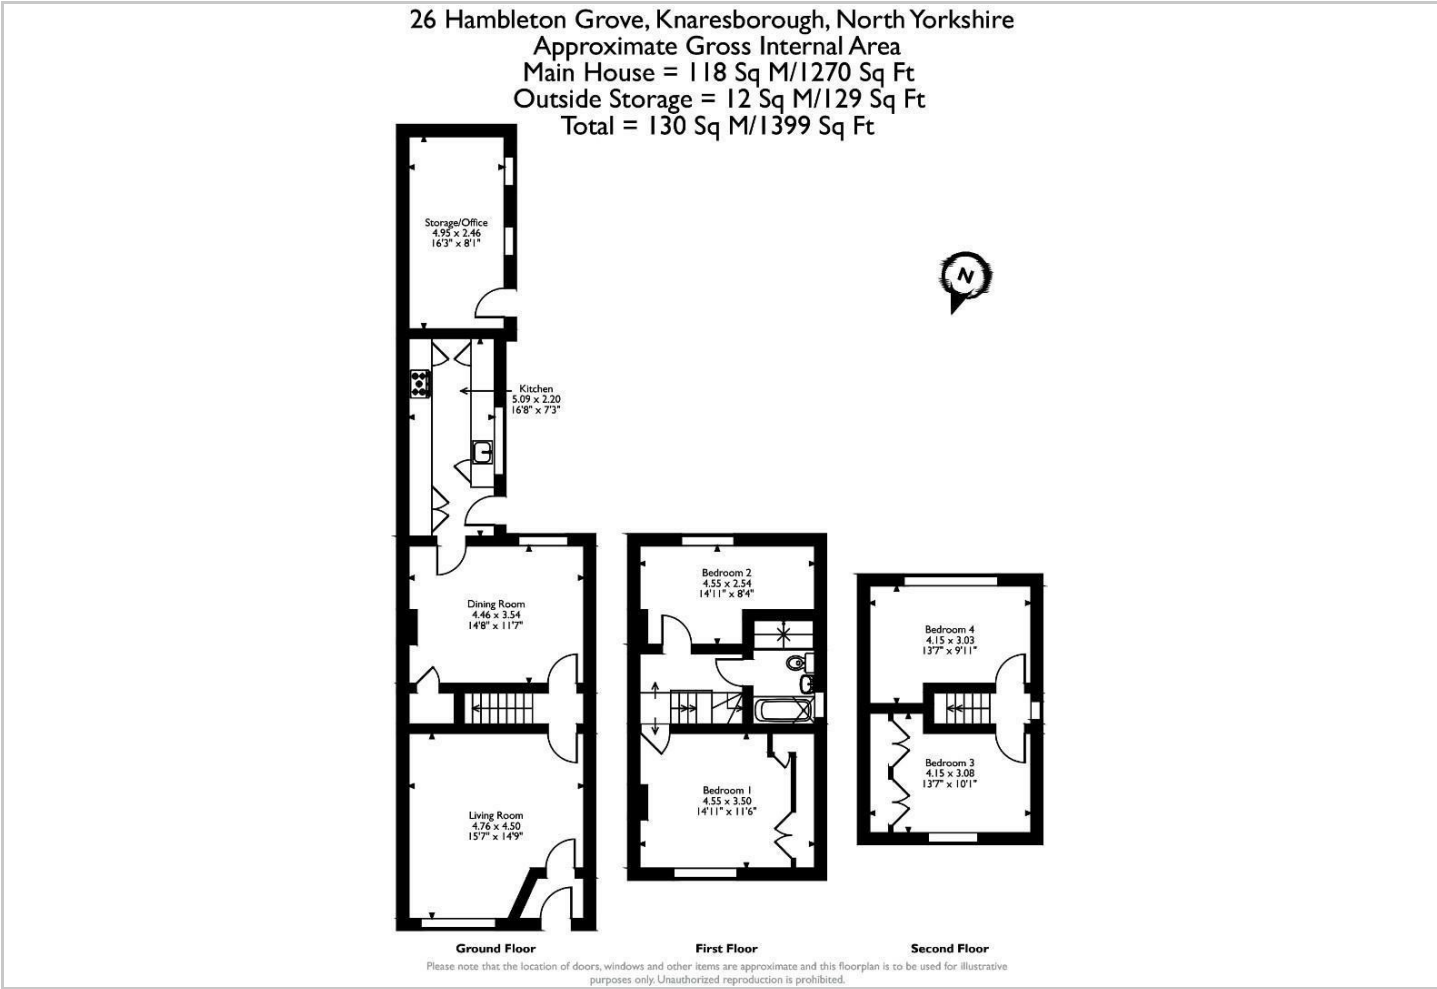 26 Hambleton Grove, Knaresborough, North Yorkshire
Approximate Gross Internal Area
Main House = 118 Sq M/1270 Sq Ft
Outside Storage = 12 Sq M/129 Sq Ft
Total = 130 Sq M/1399 Sq Ft
Storage/Office
4.95 x 2.46
16'3" x 8'1"
N
Kitchen
5.09 x 2.20
16'8" x 7'3"
Dining Room
4.46 x 3.54
14'8" x 11'7"
Living Room
4.76 x 4.50
15'7" x 14'9"
Ground Floor
Bedroom 2
4.55 x 2.54
14'11" x 8'4"
Bedroom 1
4.55 x 3.50
14'11" x 11'6"
First Floor
Bedroom 4
4.15 x 3.03
13'7" x 9'11"
Bedroom 3
4.15 x 3.08
13'7" x 10'1"
Second Floor
Please note that the location of doors, windows and other items are approximate and this floorplan is to be used for illustrative
purposes only. Unauthorized reproduction is prohibited.